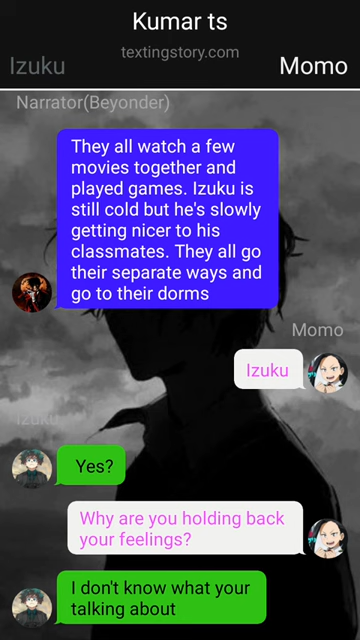 Kumar ts
textingstory.com
Izuku
Momo
Narrator(Beyonder)
They all watch a few
movies together and
played games. Izuku is
still cold but he's slowly
getting nicer to his
classmates. They all go
their separate ways and
go to their dorms
Momo
Izuku
Izuku
Yes?
Why are you holding back
your feelings?
I don't know what your
talking about